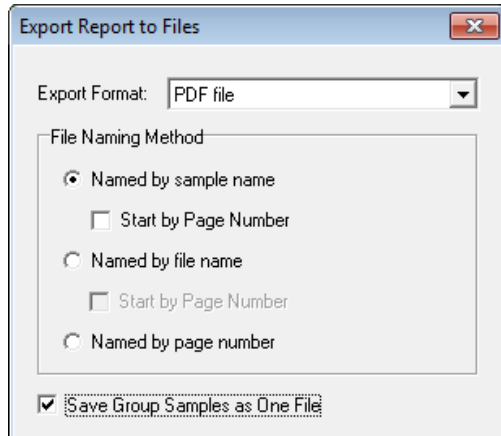 Export Report to Files
Export Format: PDF file
File Naming Method
Named by sample name
Start by Page Number
Named by file name
Start by Page Number
Named by page number
Save Group Samples as One File